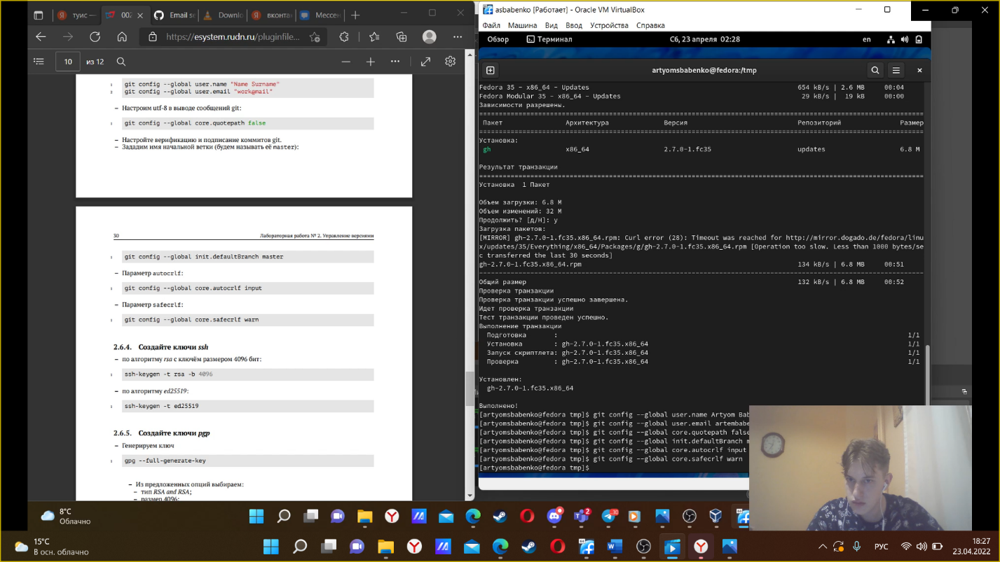 туис –
002
Email se
Downlo
вконта
Мессен
https://esystem.rudn.ru/pluginfile...
10 из 12
1 git config --global user.name "Name Surname"
2 git config --global user.email "work@mail"
– Настроим utf-8 в выводе сообщений git:
1 git config --global core.quotepath false
– Настройте верификацию и подписание коммитов git.
– Зададим имя начальной ветки (будем называть её master):
30 Лабораторная работа № 2. Управление версиями
1 git config --global init.defaultBranch master
– Параметр autocrlf:
1 git config --global core.autocrlf input
– Параметр safecrlf:
1 git config --global core.safecrlf warn
2.6.4. Создайте ключи ssh
– по алгоритму rsa с ключём размером 4096 бит:
1 ssh-keygen -t rsa -b 4096
– по алгоритму ed25519:
1 ssh-keygen -t ed25519
2.6.5. Создайте ключи pgp
– Генерируем ключ
1 gpg --full-generate-key
– Из предложенных опций выбираем:
– тип RSA and RSA;
– размер 4096;
asbabenko [Работает] - Oracle VM VirtualBox
Файл Машина Вид Ввод Устройства Справка
Обзор Терминал Сб, 23 апреля 02:28 en
artyomsbabenko@fedora:/tmp
Fedora 35 - x86_64 - Updates 654 kB/s | 2.6 MB 00:04
Fedora Modular 35 - x86_64 - Updates 29 kB/s | 19 kB 00:00
Зависимости разрешены.
Пакет Архитектура Версия Репозиторий Размер
Установка:
gh x86_64 2.7.0-1.fc35 updates 6.8 M
Результат транзакции
Установка 1 Пакет
Объем загрузки: 6.8 M
Объем изменений: 32 M
Продолжить? [д/Н]: y
Загрузка пакетов:
[MIRROR] gh-2.7.0-1.fc35.x86_64.rpm: Curl error (28): Timeout was reached for http://mirror.dogado.de/fedora/linu
x/updates/35/Everything/x86_64/Packages/g/gh-2.7.0-1.fc35.x86_64.rpm [Operation too slow. Less than 1000 bytes/se
c transferred the last 30 seconds]
gh-2.7.0-1.fc35.x86_64.rpm 134 kB/s | 6.8 MB 00:51
Общий размер 132 kB/s | 6.8 MB 00:52
Проверка транзакции
Проверка транзакции успешно завершена.
Идет проверка транзакции
Тест транзакции проведен успешно.
Выполнение транзакции
Подготовка : 1/1
Установка : gh-2.7.0-1.fc35.x86_64 1/1
Запуск скриптлета: gh-2.7.0-1.fc35.x86_64 1/1
Проверка : gh-2.7.0-1.fc35.x86_64 1/1
Установлен:
gh-2.7.0-1.fc35.x86_64
Выполнено!
[artyomsbabenko@fedora tmp]$ git config --global user.name Artyom Bab
[artyomsbabenko@fedora tmp]$ git config --global user.email artembabe
[artyomsbabenko@fedora tmp]$ git config --global core.quotepath false
[artyomsbabenko@fedora tmp]$ git config --global init.defaultBranch m
[artyomsbabenko@fedora tmp]$ git config --global core.autocrlf input
[artyomsbabenko@fedora tmp]$ git config --global core.safecrlf warn
[artyomsbabenko@fedora tmp]$
8°C
Облачно
2
30
15°C
В осн. облачно
РУС
18:27
23.04.2022